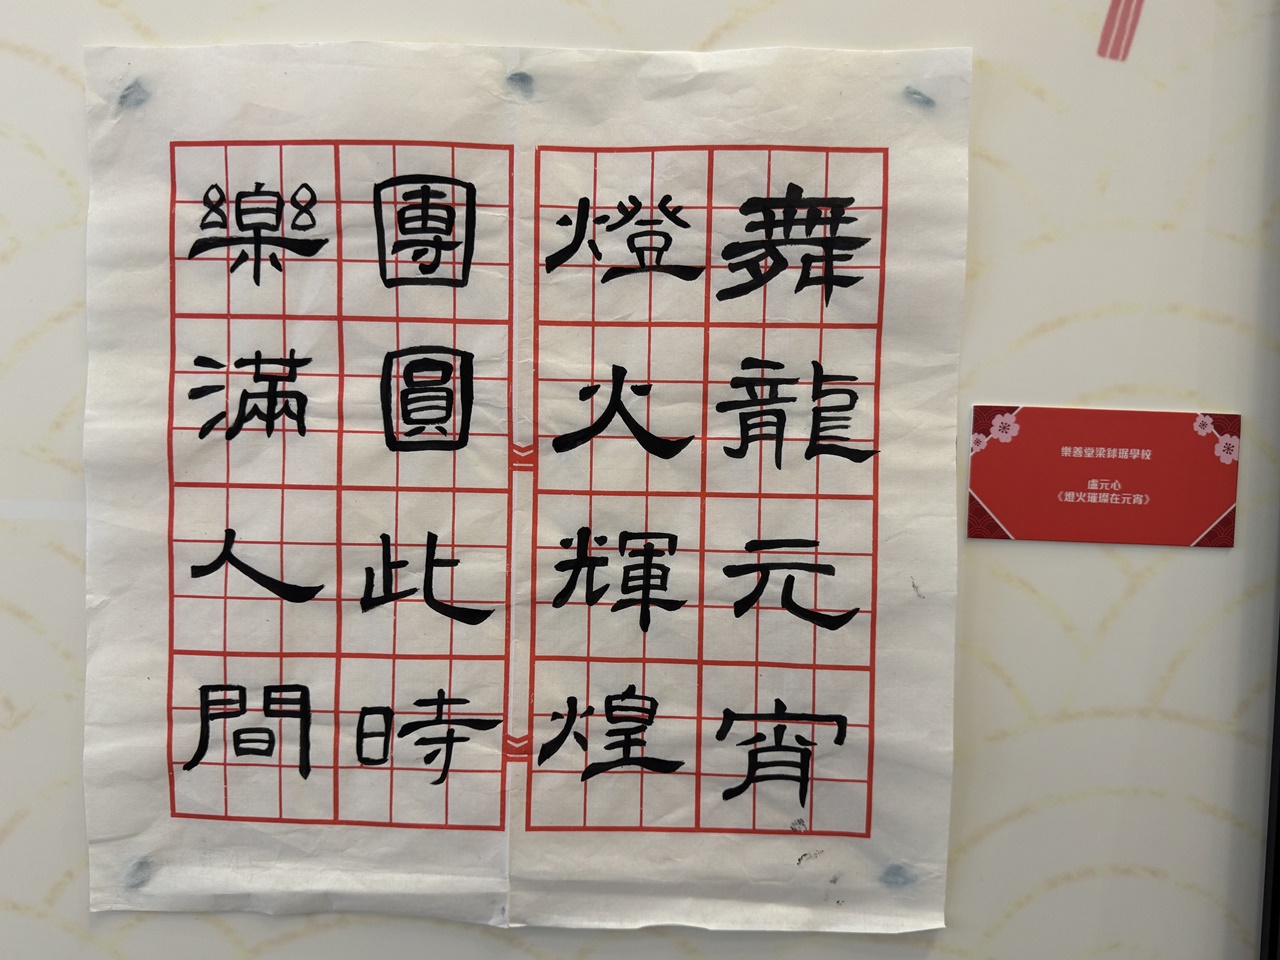 舞龍元宵
燈火輝煌
團圓此時
樂滿人間
樂善堂梁銶琚學校
盧元心
《燈火璀璨在元宵》